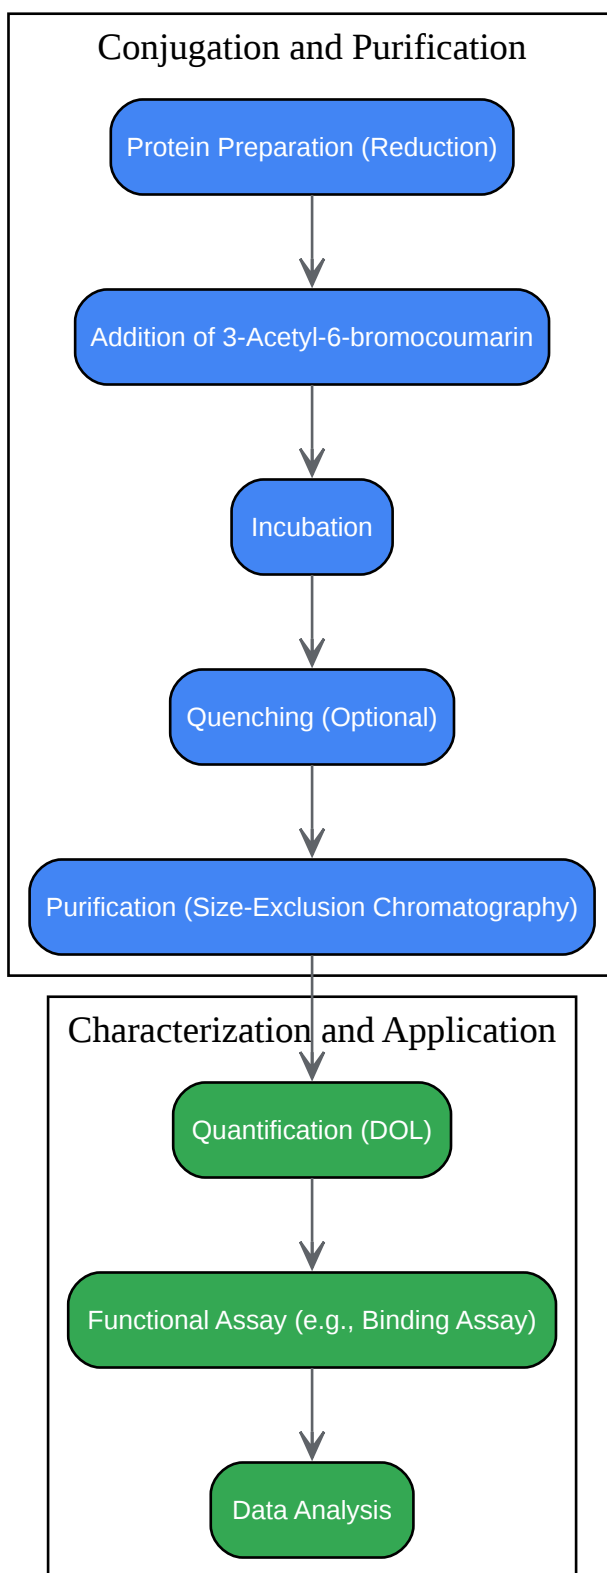 Conjugation and Purification
Protein Preparation (Reduction)
Addition of 3-Acetyl-6-bromocoumarin
Incubation
Quenching (Optional)
Purification (Size-Exclusion Chromatography)
Characterization and Application
Quantification (DOL)
Functional Assay (e.g., Binding Assay)
Data Analysis